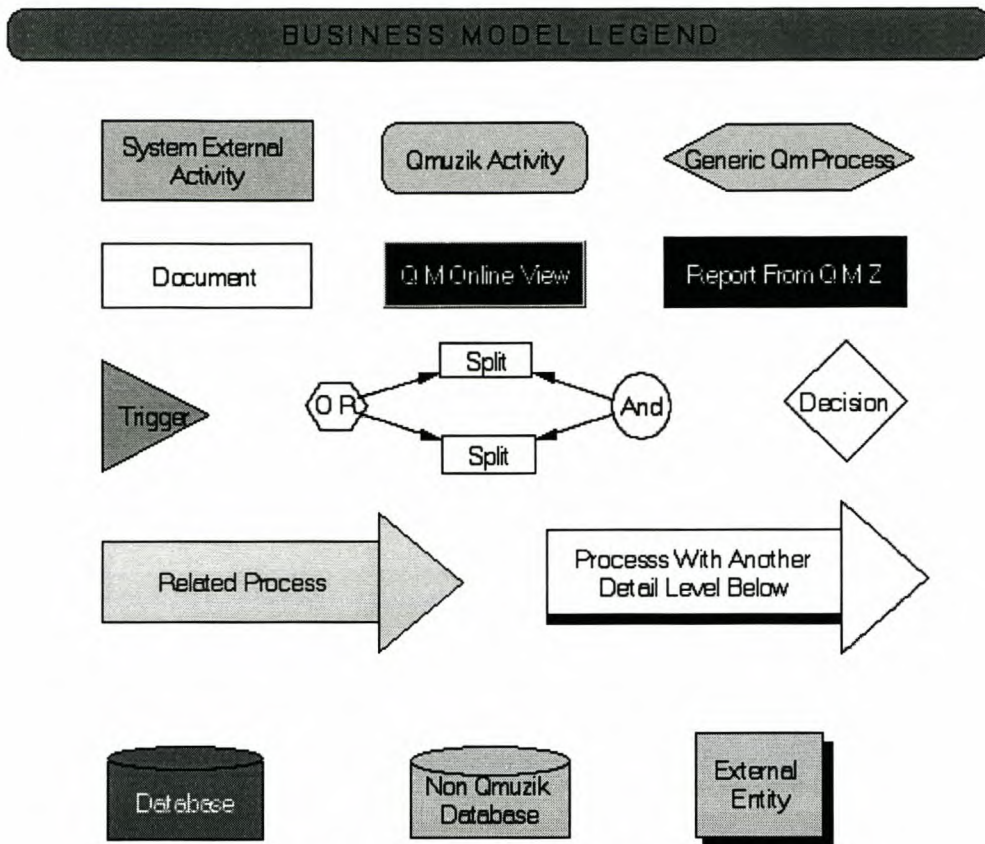 BUSINESS MODEL LEGEND
System External
Activity
Qmuzik Activity
Generic Qm Process
Document
Q M Online View
Report From Q M Z
Trigger
O R
Split
Split
And
Decision
Related Process
Processs With Another
Detail Level Below
Database
Non Qmuzik
Database
External
Entity